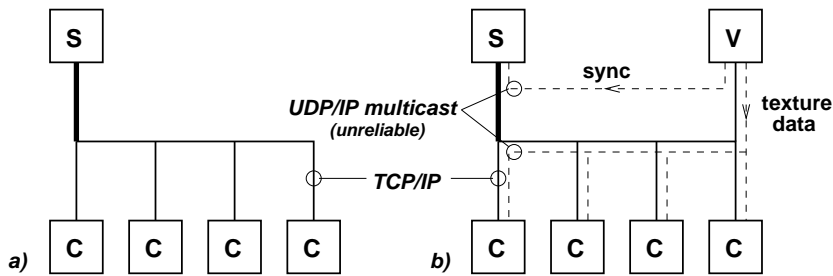 S
S
V
sync
UDP/IP multicast
(unreliable)
texture
data
TCP/IP
a)
C
C
C
C
b)
C
C
C
C